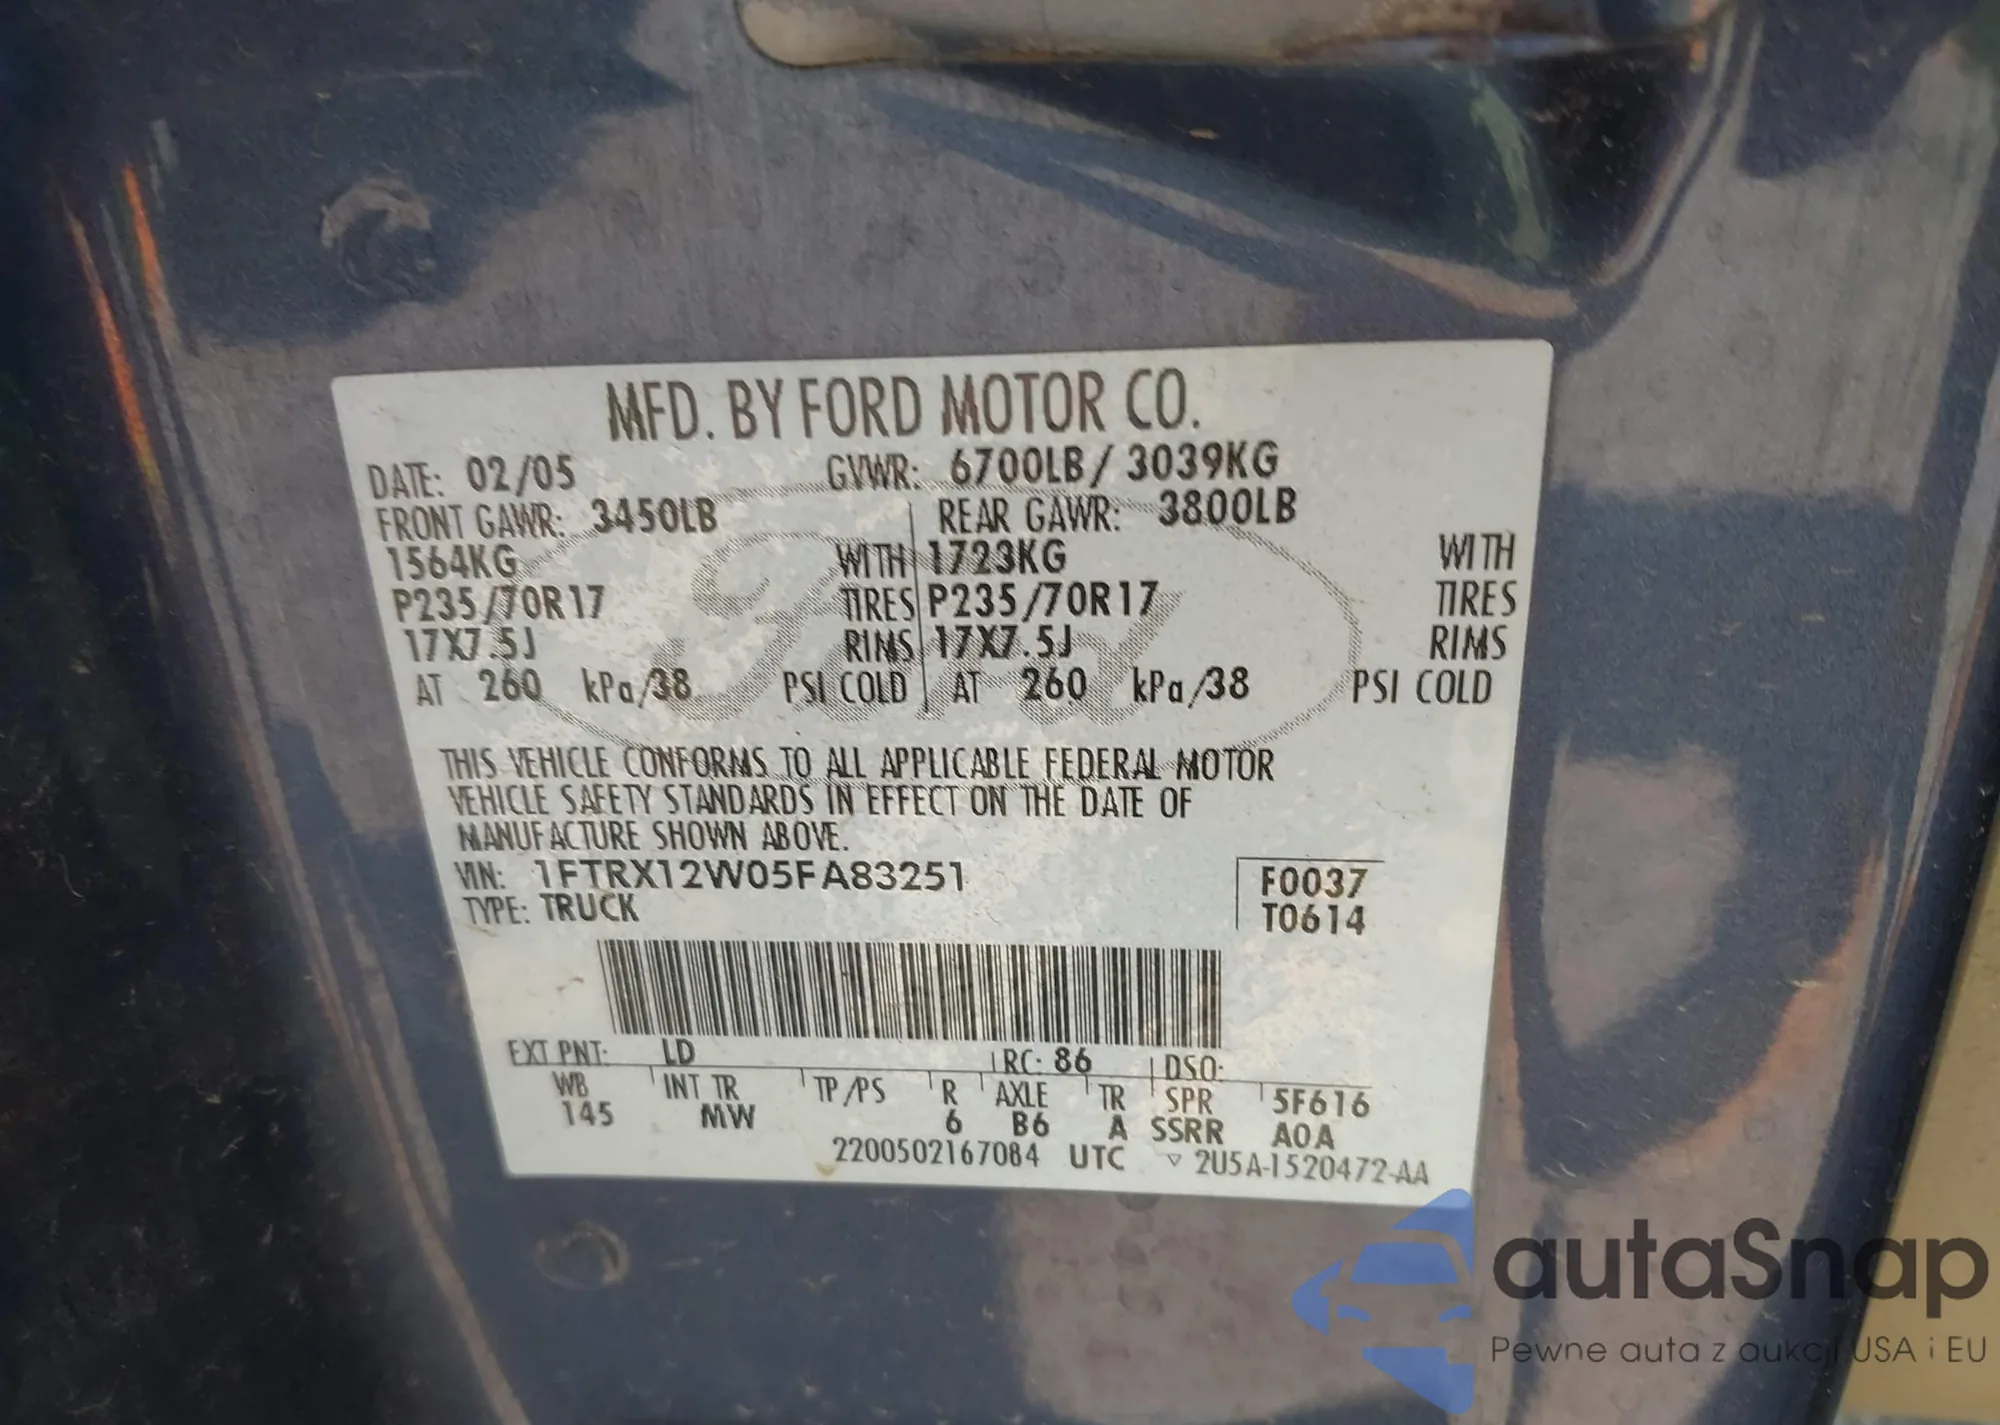 MFD. BY FORD MOTOR CO.
DATE: 02/05 GVWR: 6700LB / 3039KG
FRONT GAWR: 3450LB REAR GAWR: 3800LB
1564KG WITH 1723KG WITH
P235/70R17 TIRES P235/70R17 TIRES
17X7.5J RIMS 17X7.5J RIMS
AT 260 kPa/38 PSI COLD AT 260 kPa/38 PSI COLD
Ford
THIS VEHICLE CONFORMS TO ALL APPLICABLE FEDERAL MOTOR
VEHICLE SAFETY STANDARDS IN EFFECT ON THE DATE OF
MANUFACTURE SHOWN ABOVE.
VIN: 1FTRX12W05FA83251
F0037
TYPE: TRUCK
T0614
EXT PNT: LD RC: 86 DSO:
WB INT TR TP/PS R AXLE TR SPR 5F616
145 MW 6 B6 A SSRR A0A
2200502167084 UTC ▽ 2U5A-1520472-AA
autaSnap
Pewne auta z aukcji USA i EU